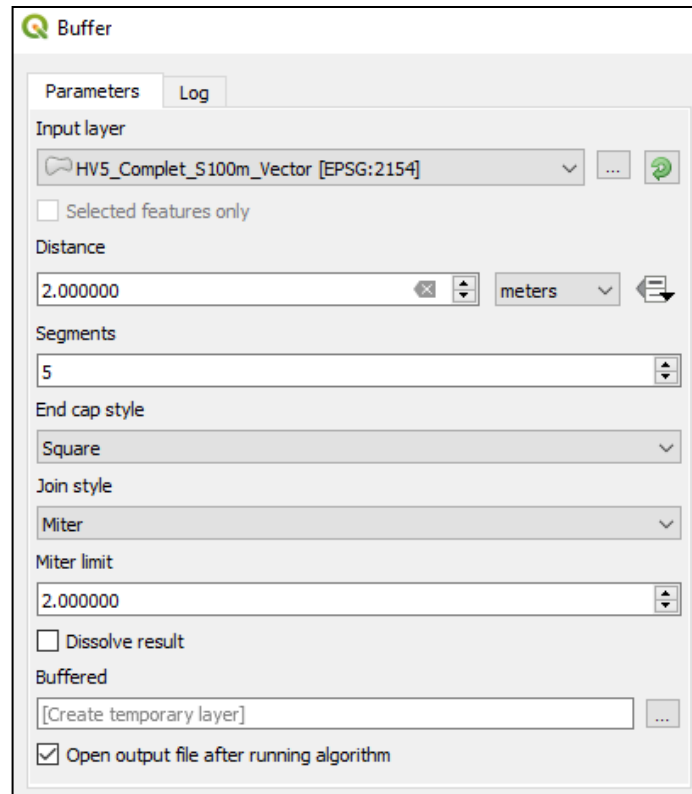 Buffer
Parameters Log
Input layer
HV5_Complet_S100m_Vector [EPSG:2154] ...
Selected features only
Distance
2.000000 meters
Segments
5
End cap style
Square
Join style
Miter
Miter limit
2.000000
Dissolve result
Buffered
[Create temporary layer] ...
Open output file after running algorithm